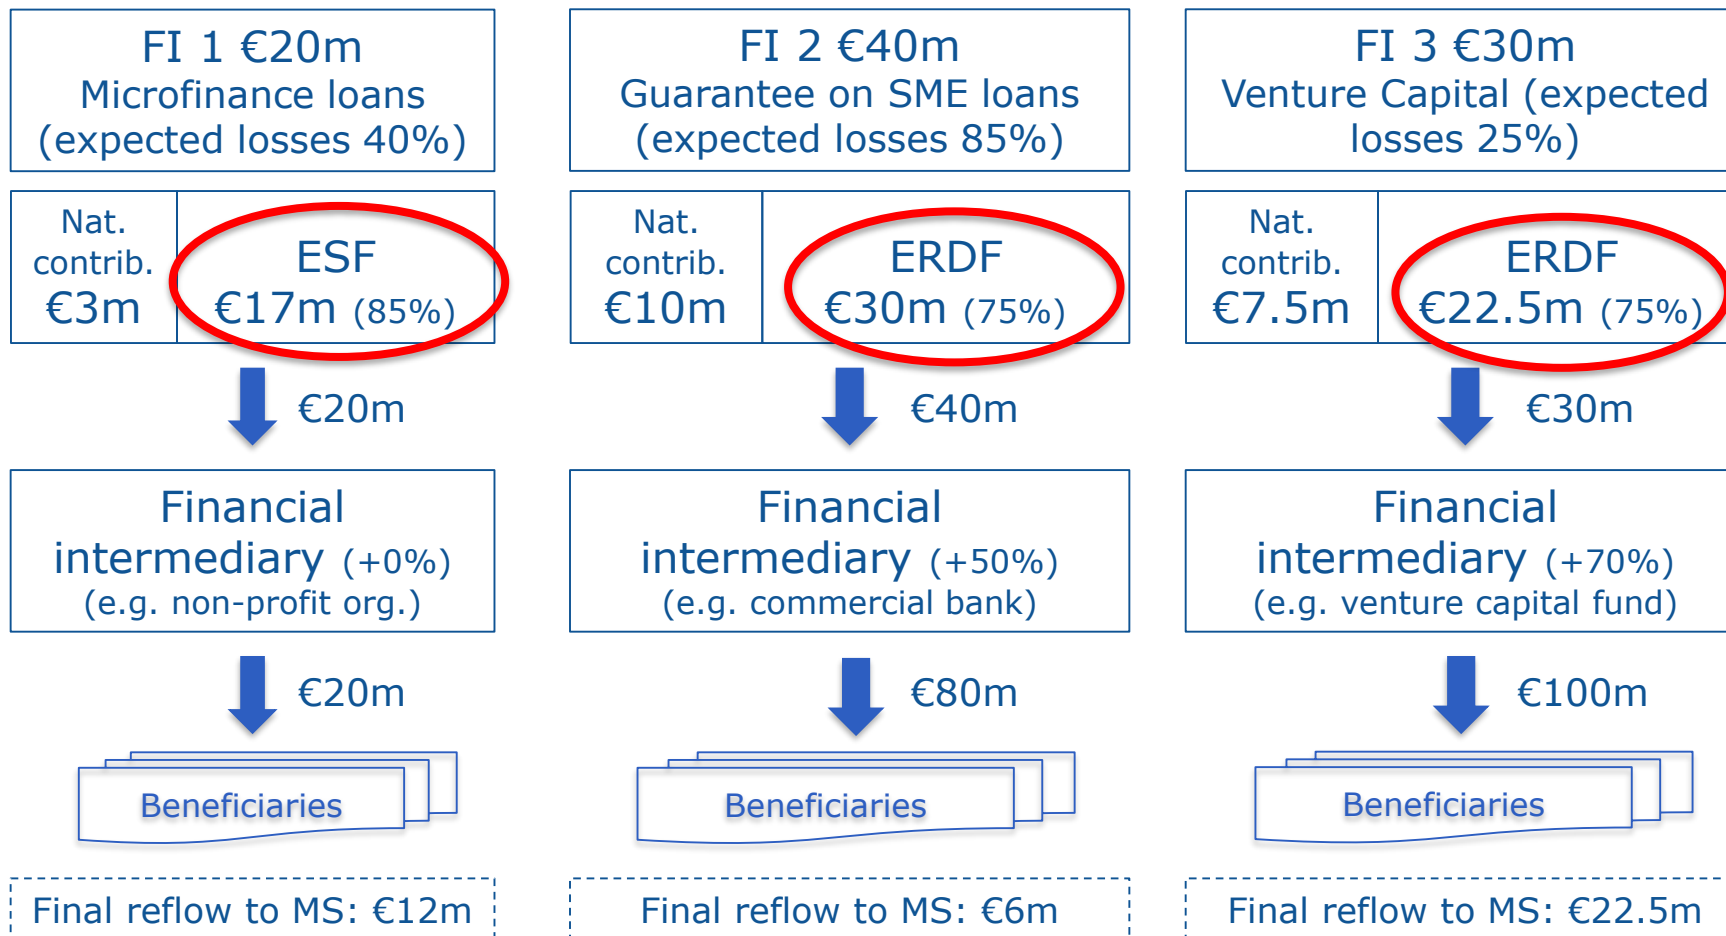 FI 1 €20m
Microfinance loans
(expected losses 40%)
Nat.
contrib.
€3m
ESF
€17m (85%)
€20m
Financial
intermediary (+0%)
(e.g. non-profit org.)
€20m
Beneficiaries
Final reflow to MS: €12m
FI 2 €40m
Guarantee on SME loans
(expected losses 85%)
Nat.
contrib.
€10m
ERDF
€30m (75%)
€40m
Financial
intermediary (+50%)
(e.g. commercial bank)
€80m
Beneficiaries
Final reflow to MS: €6m
FI 3 €30m
Venture Capital (expected
losses 25%)
Nat.
contrib.
€7.5m
ERDF
€22.5m (75%)
€30m
Financial
intermediary (+70%)
(e.g. venture capital fund)
€100m
Beneficiaries
Final reflow to MS: €22.5m